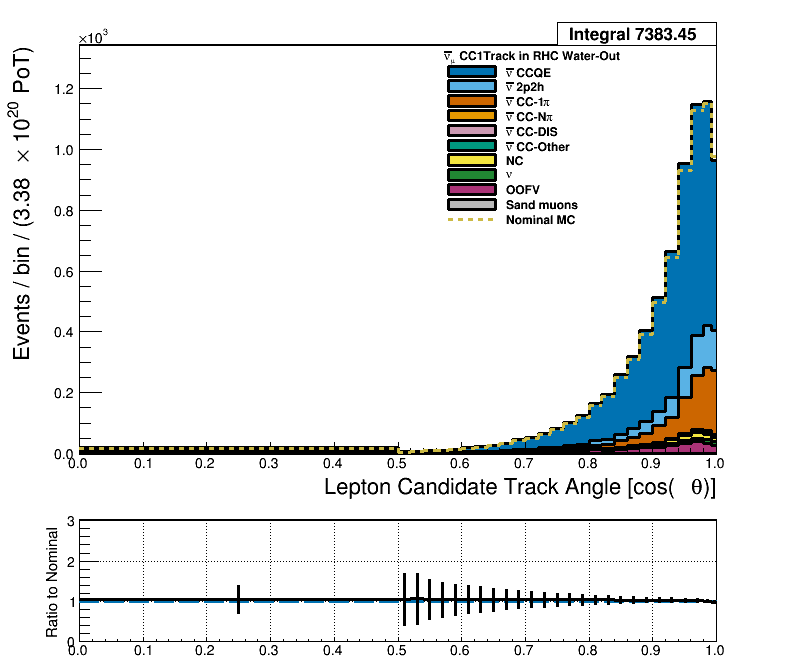 Integral 7383.45
×10³
ν̅μ CC1Track in RHC Water-Out
ν̅ CCQE
ν̅ 2p2h
ν̅ CC-1π
ν̅ CC-Nπ
ν̅ CC-DIS
ν̅ CC-Other
NC
ν
OOFV
Sand muons
Nominal MC
Events / bin / (3.38 × 10²⁰ PoT)
1.2
1.0
0.8
0.6
0.4
0.2
0.0
0.0 0.1 0.2 0.3 0.4 0.5 0.6 0.7 0.8 0.9 1.0
Lepton Candidate Track Angle [cos( θ)]
Ratio to Nominal
3
2
1
0
0.0 0.1 0.2 0.3 0.4 0.5 0.6 0.7 0.8 0.9 1.0